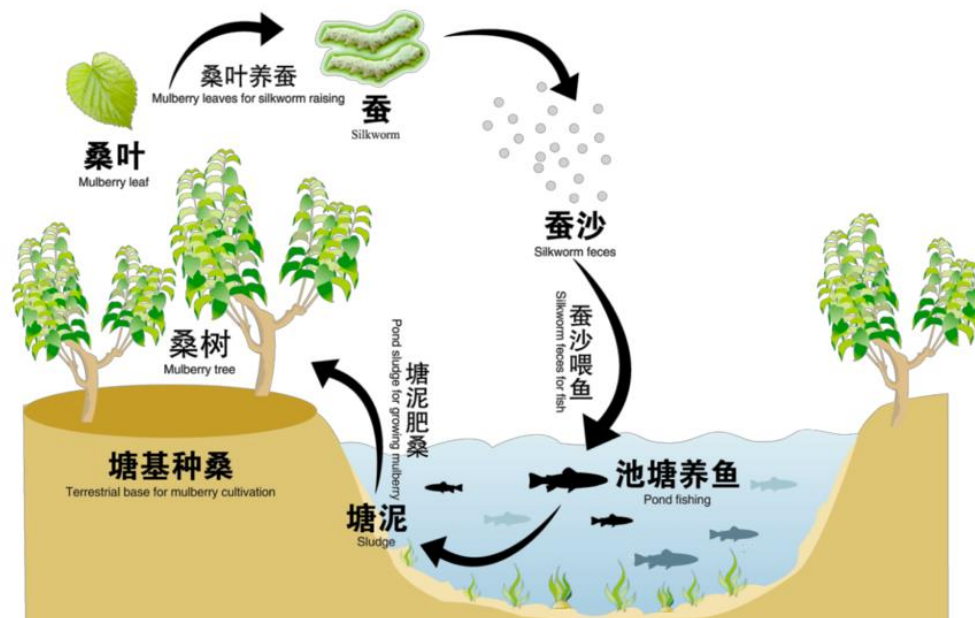 桑叶养蚕
Mulberry leaves for silkworm raising
蚕
Silkworm
桑叶
Mulberry leaf
蚕沙
Silkworm feces
蚕沙喂鱼
Silkworm feces for fish
桑树
Mulberry tree
塘泥肥桑
Pond sludge for growing mulberry
塘基种桑
Terrestrial base for mulberry cultivation
池塘养鱼
Pond fishing
塘泥
Sludge